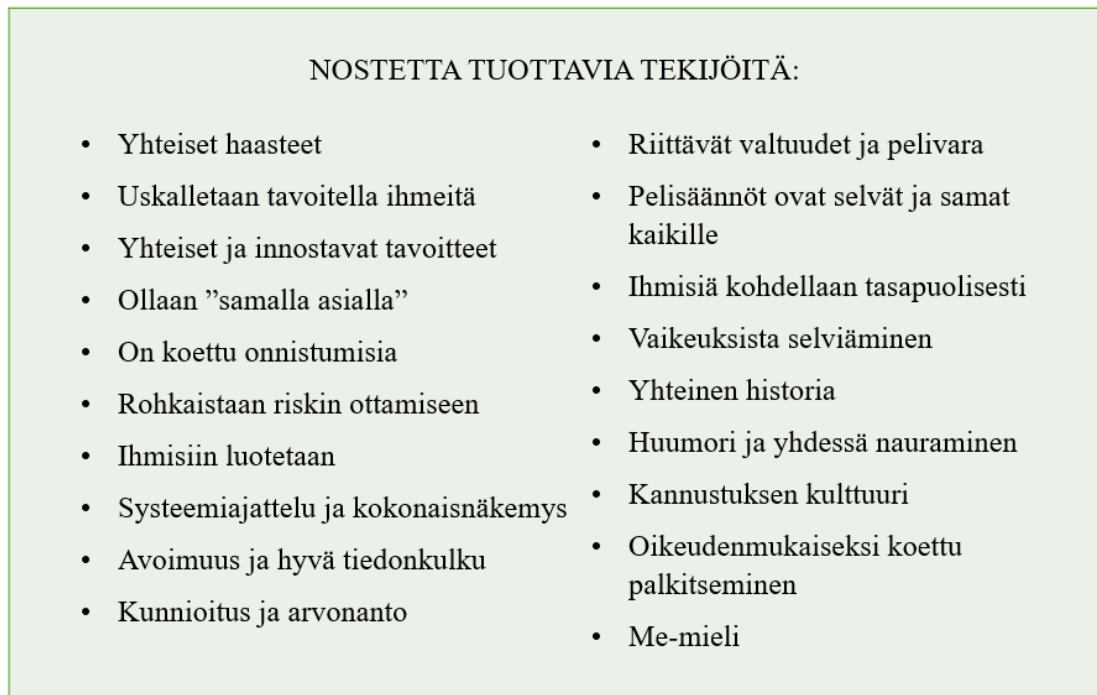 NOSTETTA TUOTTAVIA TEKIJÖITÄ:
• Yhteiset haasteet
• Uskalletaan tavoitella ihmeitä
• Yhteiset ja innostavat tavoitteet
• Ollaan ”samalla asialla”
• On koettu onnistumisia
• Rohkaistaan riskin ottamiseen
• Ihmisiin luotetaan
• Systeemiajattelu ja kokonaisnäkemys
• Avoimuus ja hyvä tiedonkulku
• Kunnioitus ja arvonanto
• Riittävät valtuudet ja pelivara
• Pelisäännöt ovat selvät ja samat
kaikille
• Ihmisiä kohdellaan tasapuolisesti
• Vaikeuksista selviäminen
• Yhteinen historia
• Huumori ja yhdessä nauraminen
• Kannustuksen kulttuuri
• Oikeudenmukaiseksi koettu
palkitseminen
• Me-mieli